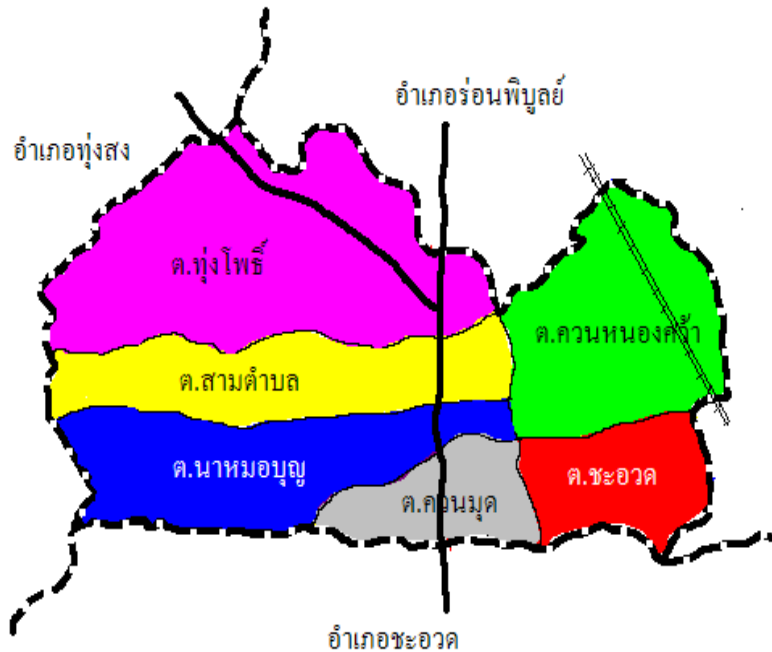 อำเภอร่อนพิบูลย์
อำเภอทุ่งสง
ต.ทุ่งโพธิ์
ต.ควนหนองคว้า
ต.สามตำบล
ต.นาหมอบุญ
ต.ชะอวด
ต.ควนมุด
อำเภอชะอวด